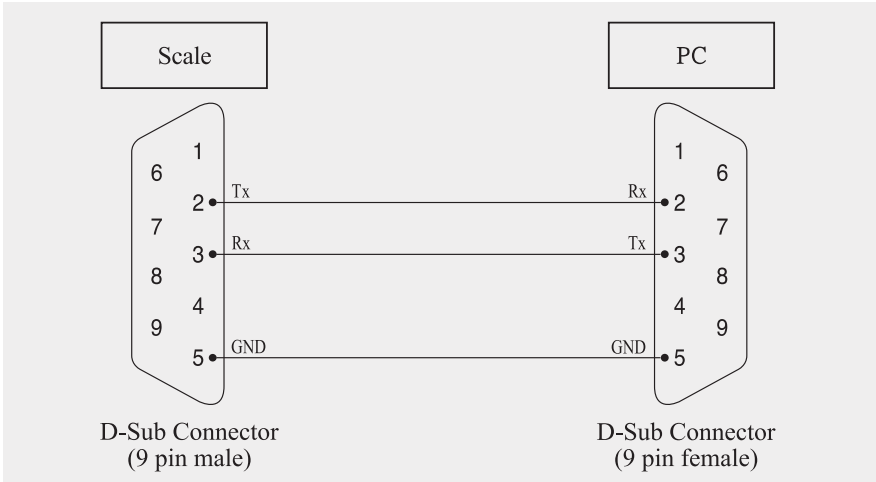 Scale
PC
1
6
2
7
3
8
4
9
5
Tx
Rx
Rx
Tx
GND
GND
1
6
2
7
3
8
4
9
5
D-Sub Connector
(9 pin male)
D-Sub Connector
(9 pin female)